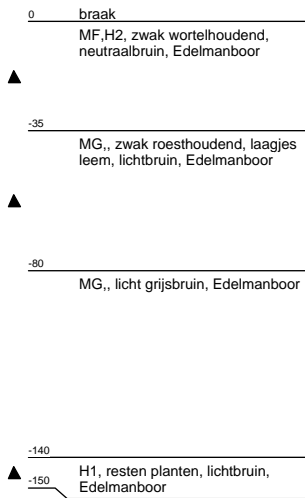 0 braak
MF,H2, zwak wortelhoudend,
neutraalbruin, Edelmanboor
-35
MG,, zwak roesthoudend, laagjes
leem, lichtbruin, Edelmanboor
-80
MG,, licht grijsbruin, Edelmanboor
-140
H1, resten planten, lichtbruin,
-150 Edelmanboor